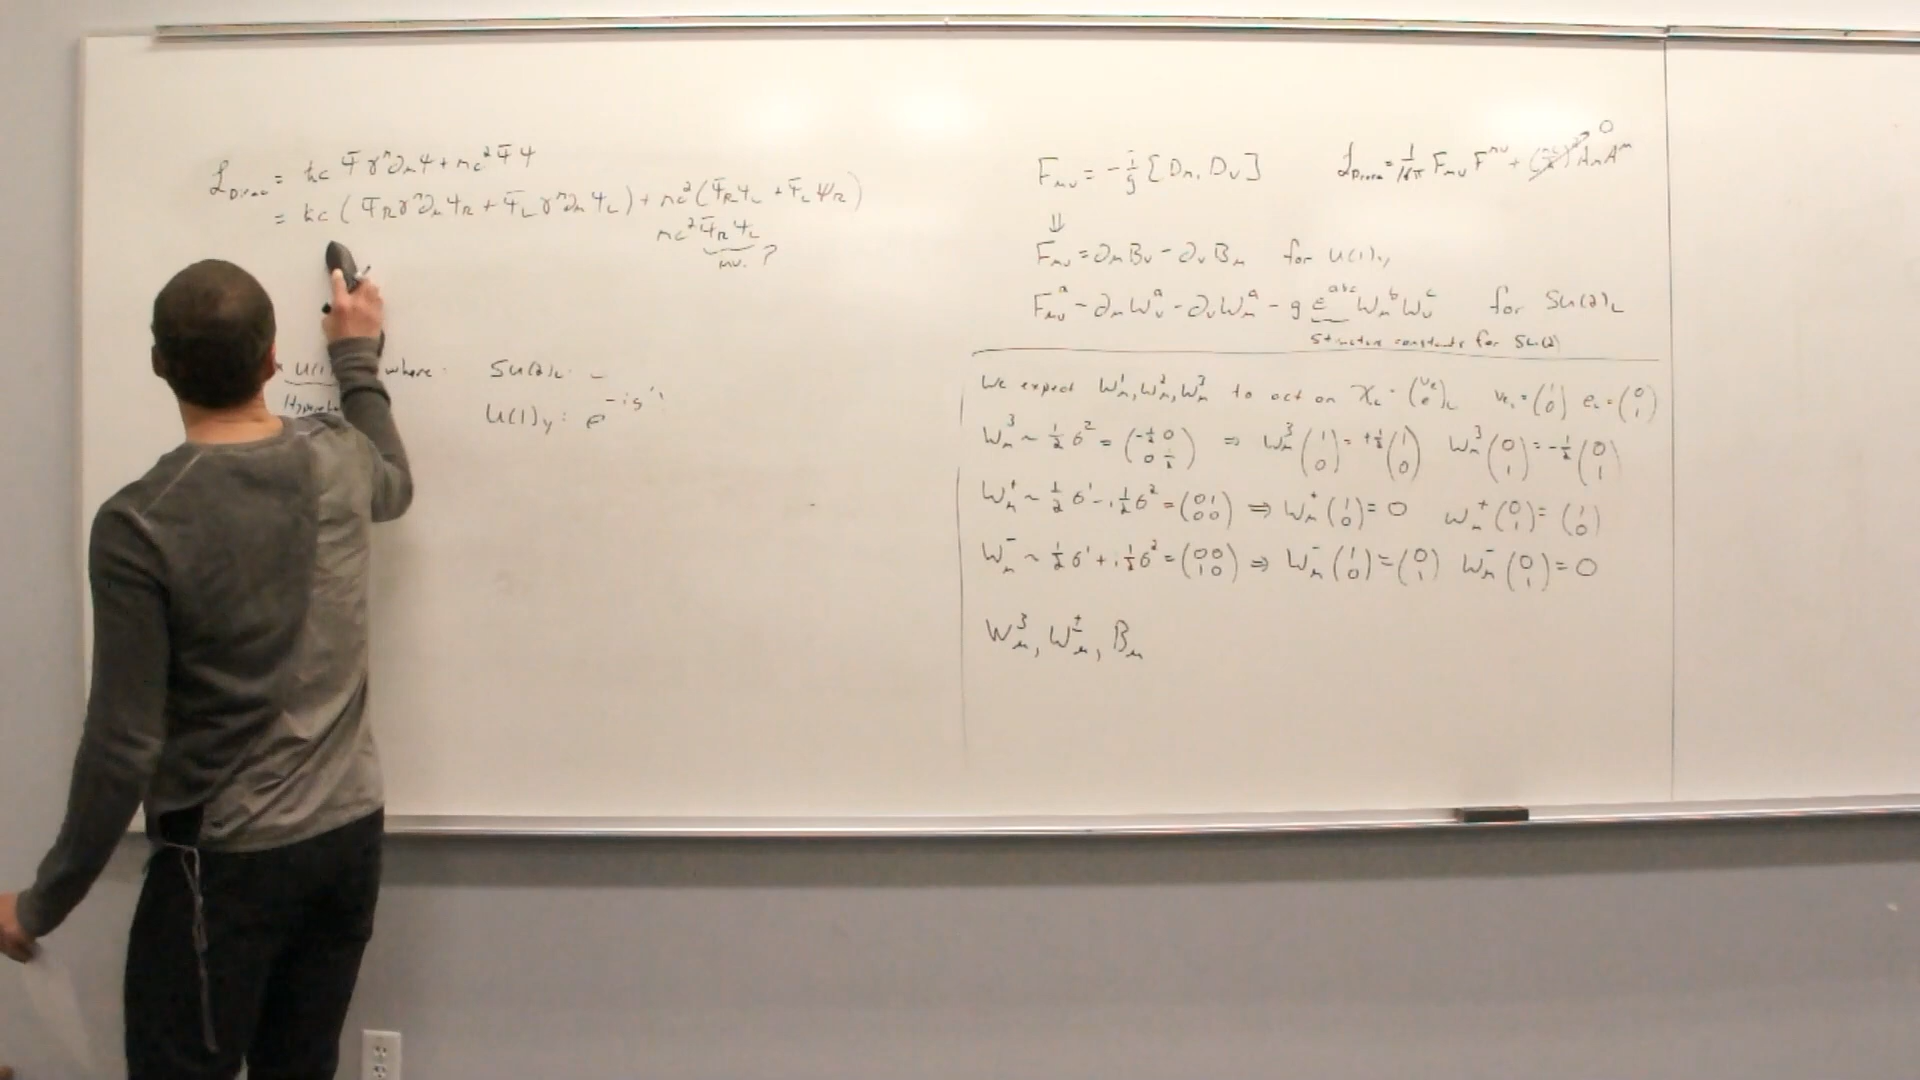 ℒ_Dirac = ħc Ψ̄ γ^μ ∂_μ Ψ + mc² Ψ̄ Ψ
= ħc ( Ψ̄_R γ^μ ∂_μ Ψ_R + Ψ̄_L γ^μ ∂_μ Ψ_L ) + mc² ( Ψ̄_R Ψ_L + Ψ̄_L Ψ_R )
mc² Ψ̄_R Ψ_L
inv. ?
U(1) where: SU(2)_L: –
U(1)_y: e^{-ig'
F_μν = -i/g [D_μ, D_ν]
ℒ_Proca = 1/16π F_μν F^μν + (mc/ħ)² A_μ A^μ 0
⇓
F_μν = ∂_μ B_ν - ∂_ν B_μ for U(1)_y
F^a_μν = ∂_μ W^a_ν - ∂_ν W^a_μ - g ε^abc W^b_μ W^c_ν for SU(2)_L
structure constants for SU(2)
We expect W^1_μ, W^2_μ, W^3_μ to act on χ_L = (ν_e e)_L ν_eL = (1 0) e_L = (0 1)
W^3_μ ~ ½ σ^2 = (-½ 0 0 ½) ⇒ W^3_μ (1 0) = +½ (1 0) W^3_μ (0 1) = -½ (0 1)
W^+_μ ~ ½ σ^1 - i ½ σ^2 = (0 1 0 0) ⇒ W^+_μ (1 0) = 0 W^+_μ (0 1) = (1 0)
W^-_μ ~ ½ σ^1 + i ½ σ^2 = (0 0 1 0) ⇒ W^-_μ (1 0) = (0 1) W^-_μ (0 1) = 0
W^3_μ, W^±_μ, B_μ